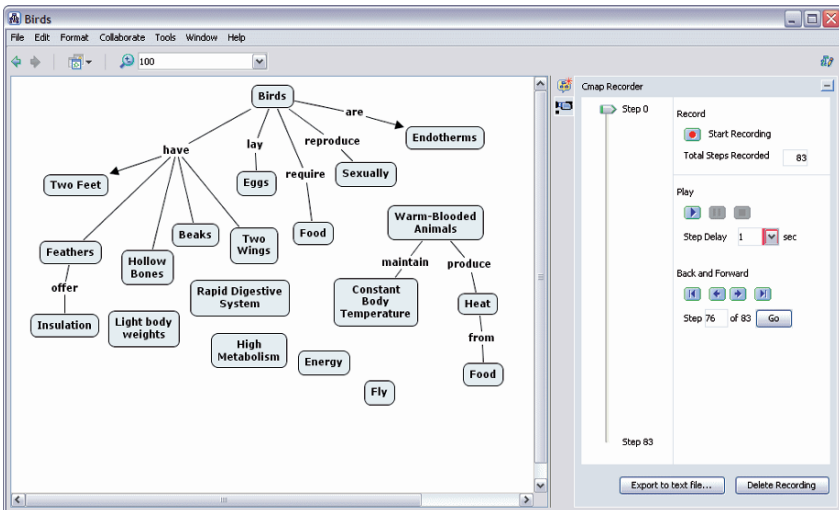 Birds
File Edit Format Collaborate Tools Window Help
100
Birds
are
Endotherms
have
lay
reproduce
Two Feet
Eggs
require
Sexually
Feathers
Hollow
Bones
Beaks
Two
Wings
Food
Warm-Blooded
Animals
offer
maintain
produce
Insulation
Light body
weights
Rapid Digestive
System
Constant
Body
Temperature
Heat
High
Metabolism
Energy
from
Fly
Food
Cmap Recorder
Step 0
Step 83
Record
Start Recording
Total Steps Recorded 83
Play
Step Delay 1 sec
Back and Forward
Step 76 of 83 Go
Export to text file... Delete Recording